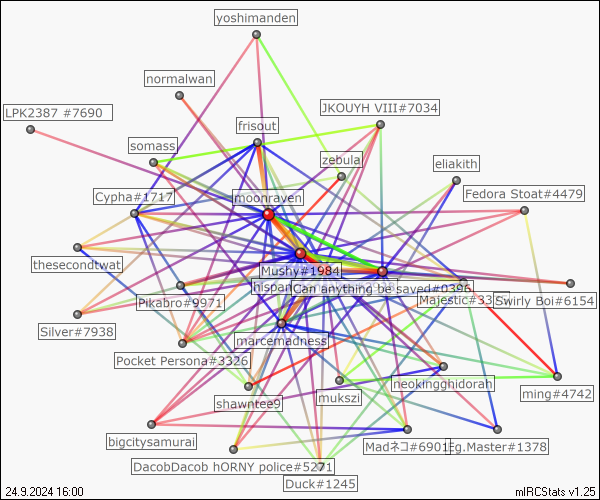 yoshimanden
normalwan
LPK2387 #7690
JKOUYH VIII#7034
frisout
somass
zebula
eliakith
Cypha#1717
moonraven
Fedora Stoat#4479
thesecondtwat
Mushy#1984
hispan
Can anything be saved#0396
Pikabro#9971
Majestic#33
Swirly Boi#6154
Silver#7938
marcemadness
Pocket Persona#3326
neokingghidorah
ming#4742
shawntee9
mukszi
bigcitysamurai
Madネコ#6901
Eg.Master#1378
DacobDacob hORNY police#5271
Duck#1245
24.9.2024 16:00
mIRCStats v1.25